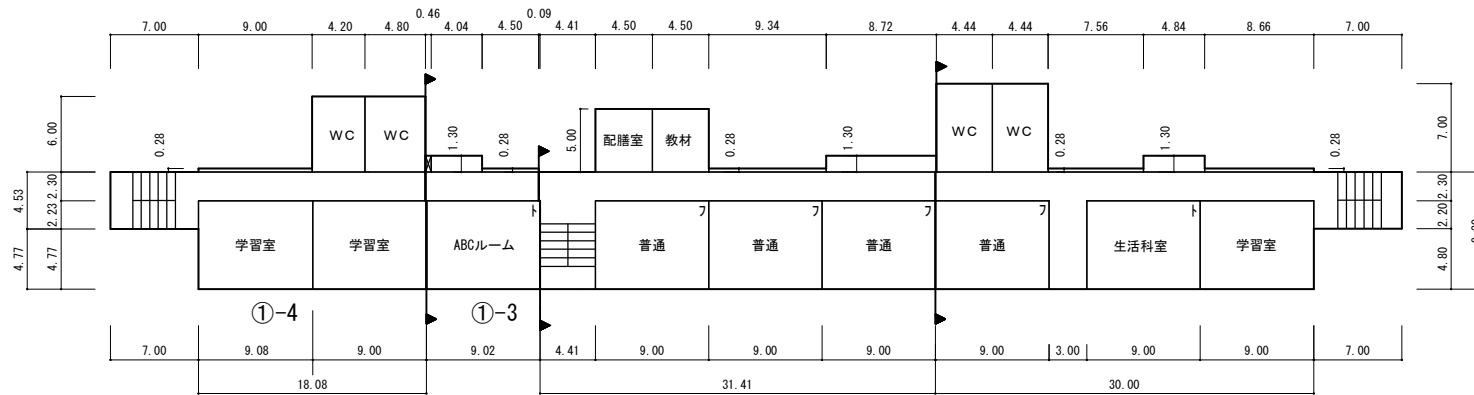 0.46 0.09
7.00 9.00 4.20 4.80 4.04 4.50 4.41 4.50 4.50 9.34 8.72 4.44 4.44 7.56 4.84 8.66 7.00
6.00 0.28 WC WC 1.30 0.28 5.00 配膳室 教材 0.28 1.30 WC WC 0.28 1.30 0.28 7.00
4.53 2.30 2.23 2.30 2.20
ト フ フ フ フ ト
4.77 4.77 学習室 学習室 ABCルーム 普通 普通 普通 普通 生活科室 学習室 4.80
①-4 ①-3
7.00 9.08 9.00 9.02 4.41 9.00 9.00 9.00 9.00 3.00 9.00 9.00 7.00
18.08 31.41 30.00